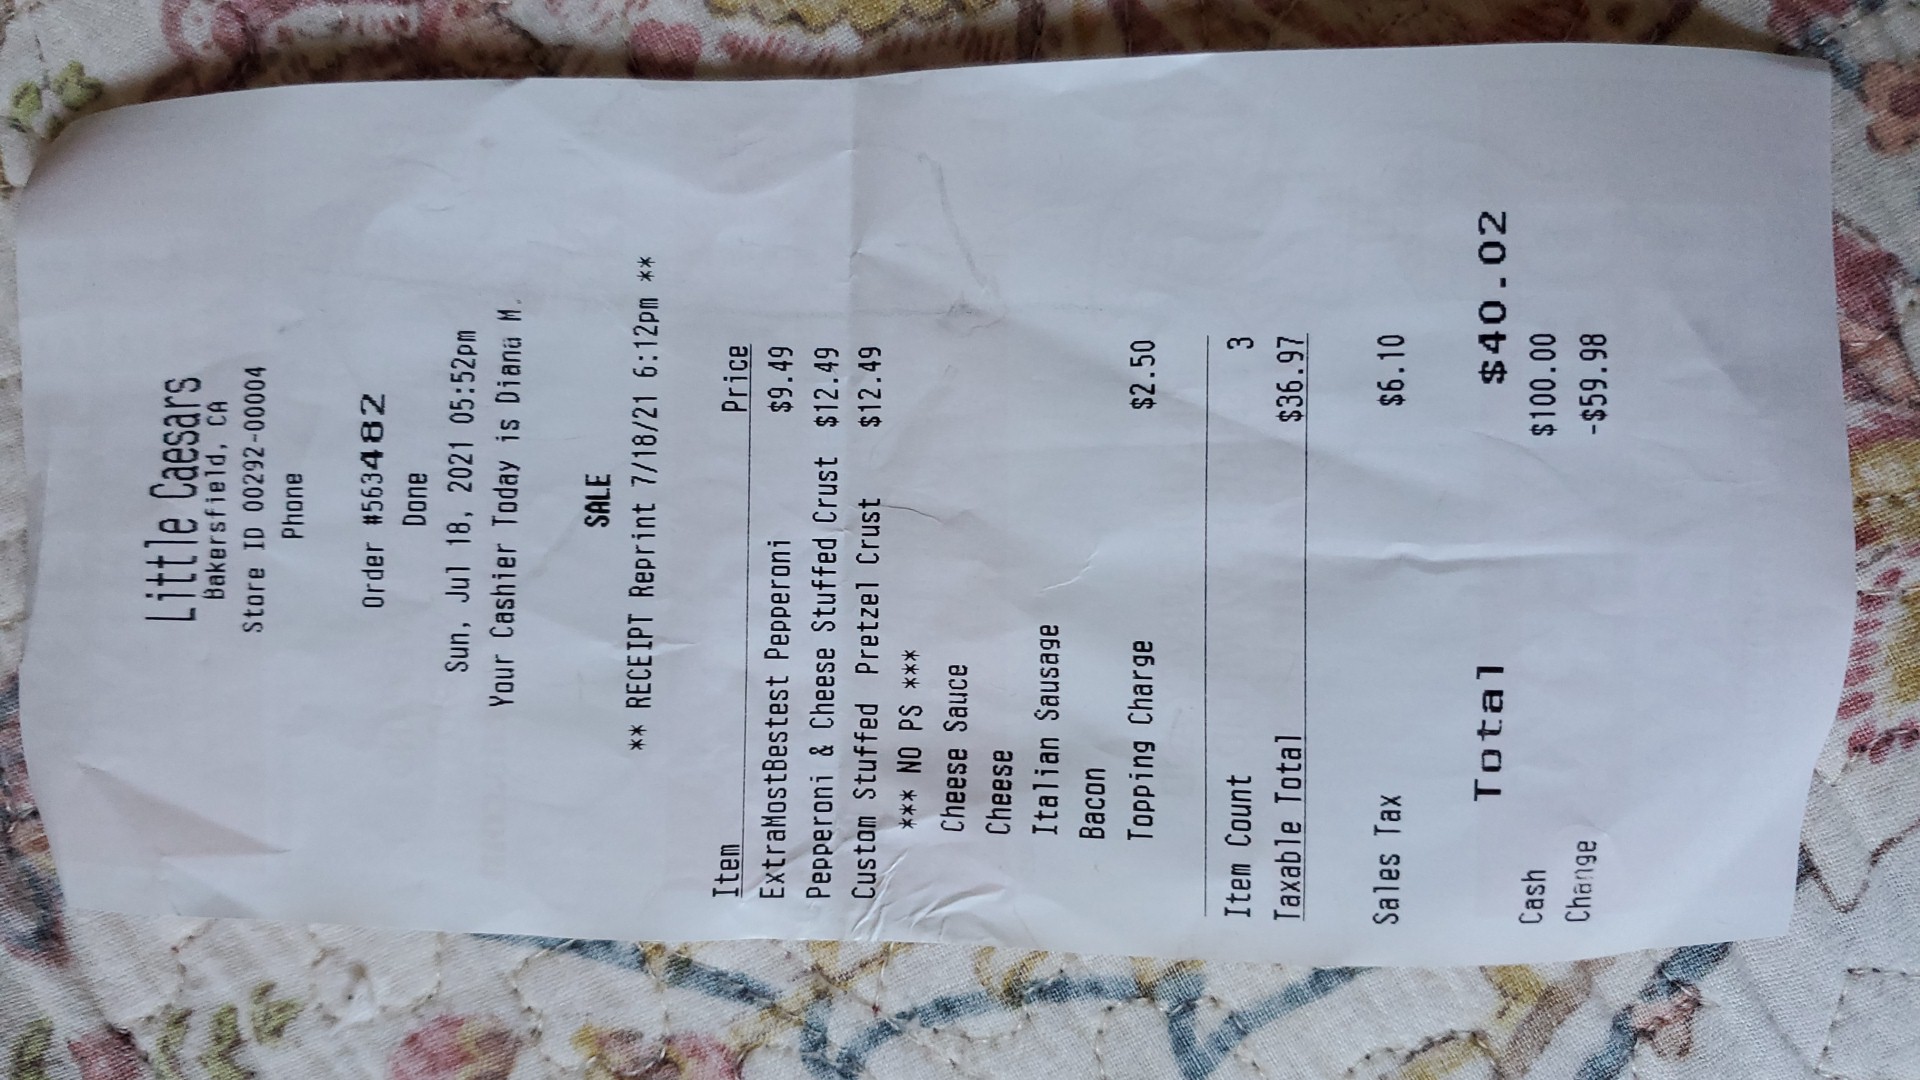 Little Caesars
Bakersfield, CA
Store ID 00292-00004
Phone
Order #563482
Done
Sun, Jul 18, 2021 05:52pm
Your Cashier Today is Diana M.
SALE
** RECEIPT Reprint 7/18/21 6:12pm **
Item Price
ExtraMostBestest Pepperoni $9.49
Pepperoni & Cheese Stuffed Crust $12.49
Custom Stuffed Pretzel Crust $12.49
*** NO PS ***
Cheese Sauce
Cheese
Italian Sausage
Bacon
Topping Charge $2.50
Item Count 3
Taxable Total $36.97
Sales Tax $6.10
Total $40.02
Cash $100.00
Change -$59.98